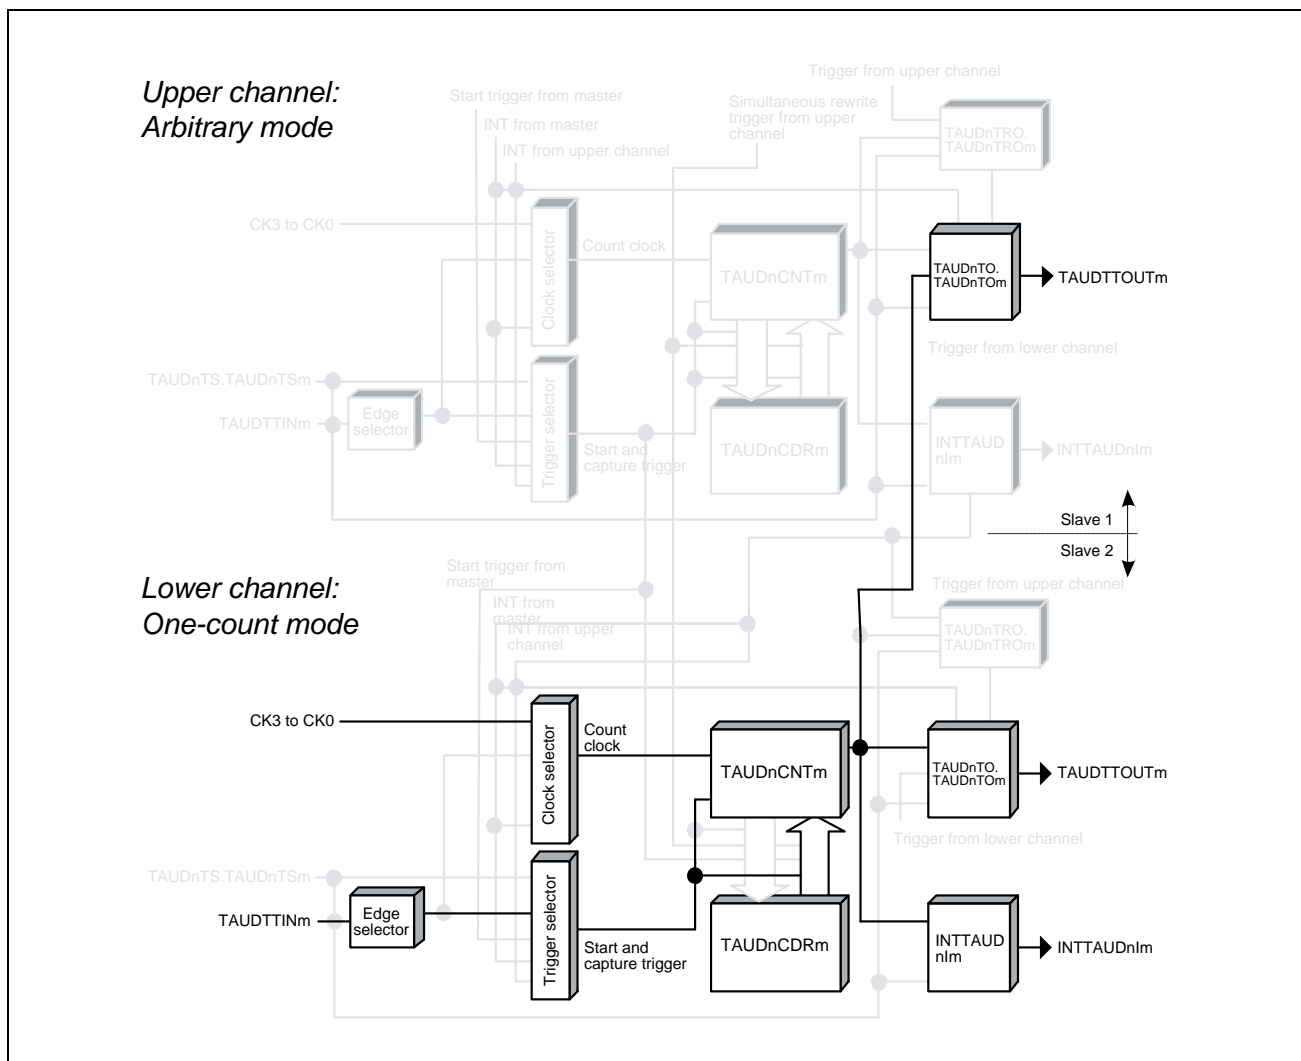 Upper channel:
Arbitrary mode
Trigger from upper channel
Start trigger from master
Simultaneous rewrite
trigger from upper
channel
INT from master
INT from upper channel
TAUDnTRO.
TAUDnTROm
CK3 to CK0
Clock selector
Count clock
TAUDnCNTm
TAUDnTO.
TAUDnTOm
TAUDTTOUTm
Trigger from lower channel
TAUDnTS.TAUDnTSm
TAUDTTINm
Edge
selector
Trigger selector
Start and
capture trigger
TAUDnCDRm
INTTAUD
nIm
INTTAUDnIm
Slave 1
Slave 2
Lower channel:
One-count mode
Start trigger from
master
INT from
master
INT from upper
channel
Trigger from upper channel
TAUDnTRO.
TAUDnTROm
CK3 to CK0
Clock selector
Count
clock
TAUDnCNTm
TAUDnTO.
TAUDnTOm
TAUDTTOUTm
Trigger from lower channel
TAUDnTS.TAUDnTSm
TAUDTTINm
Edge
selector
Trigger selector
Start and
capture trigger
TAUDnCDRm
INTTAUD
nIm
INTTAUDnIm